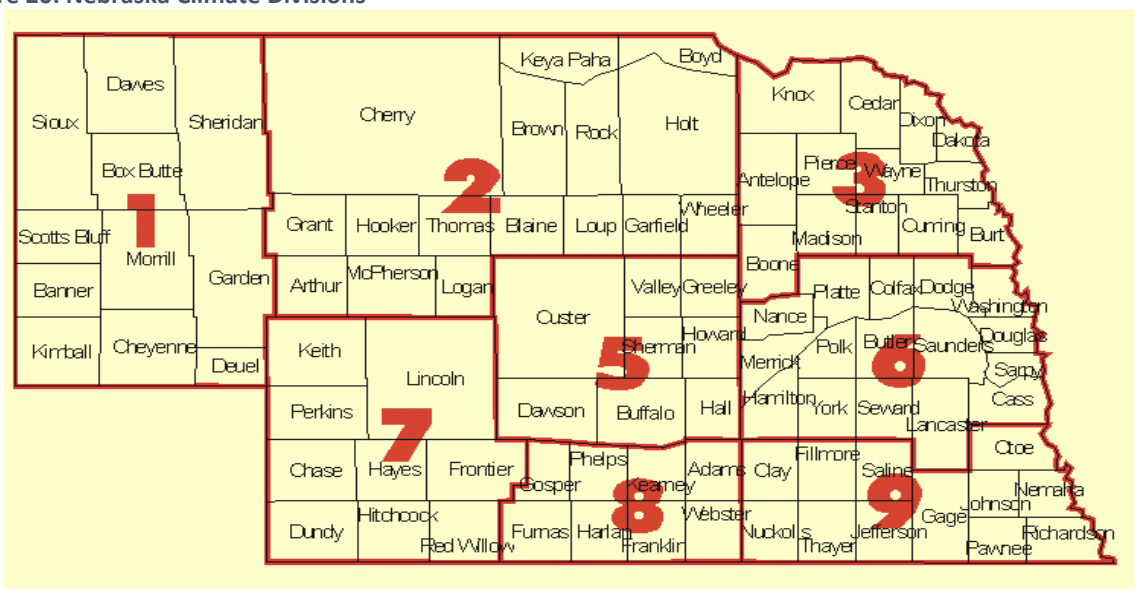 Nebraska Climate Divisions
Keya Paha
Boyd
Dawes
Knox
Cedar
Sioux
Sheridan
Cherry
Brown
Rock
Holt
Dixon
Dakota
Box Butte
Pierce
Wayne
Antelope
Thurston
1
2
3
Scotts Bluff
Grant
Hooker
Thomas
Blaine
Loup
Garfield
Wheeler
Stanton
Cuming
Burt
Madison
Morrill
Garden
Boone
Banner
Arthur
McPherson
Logan
Valley
Greeley
Platte
Colfax
Dodge
Washington
Custer
Nance
Howard
Kimball
Cheyenne
Deuel
Keith
Sherman
Polk
Butler
Saunders
Douglas
5
6
Merrick
Sarpy
Lincoln
Perkins
Dawson
Buffalo
Hall
Hamilton
York
Seward
Cass
Lancaster
7
Chase
Hayes
Frontier
Phelps
Adams
Clay
Fillmore
Saline
Otoe
Gosper
Kearney
8
9
Nemaha
Johnson
Hitchcock
Webster
Gage
Dundy
Red Willow
Furnas
Harlan
Franklin
Nuckolls
Thayer
Jefferson
Pawnee
Richardson